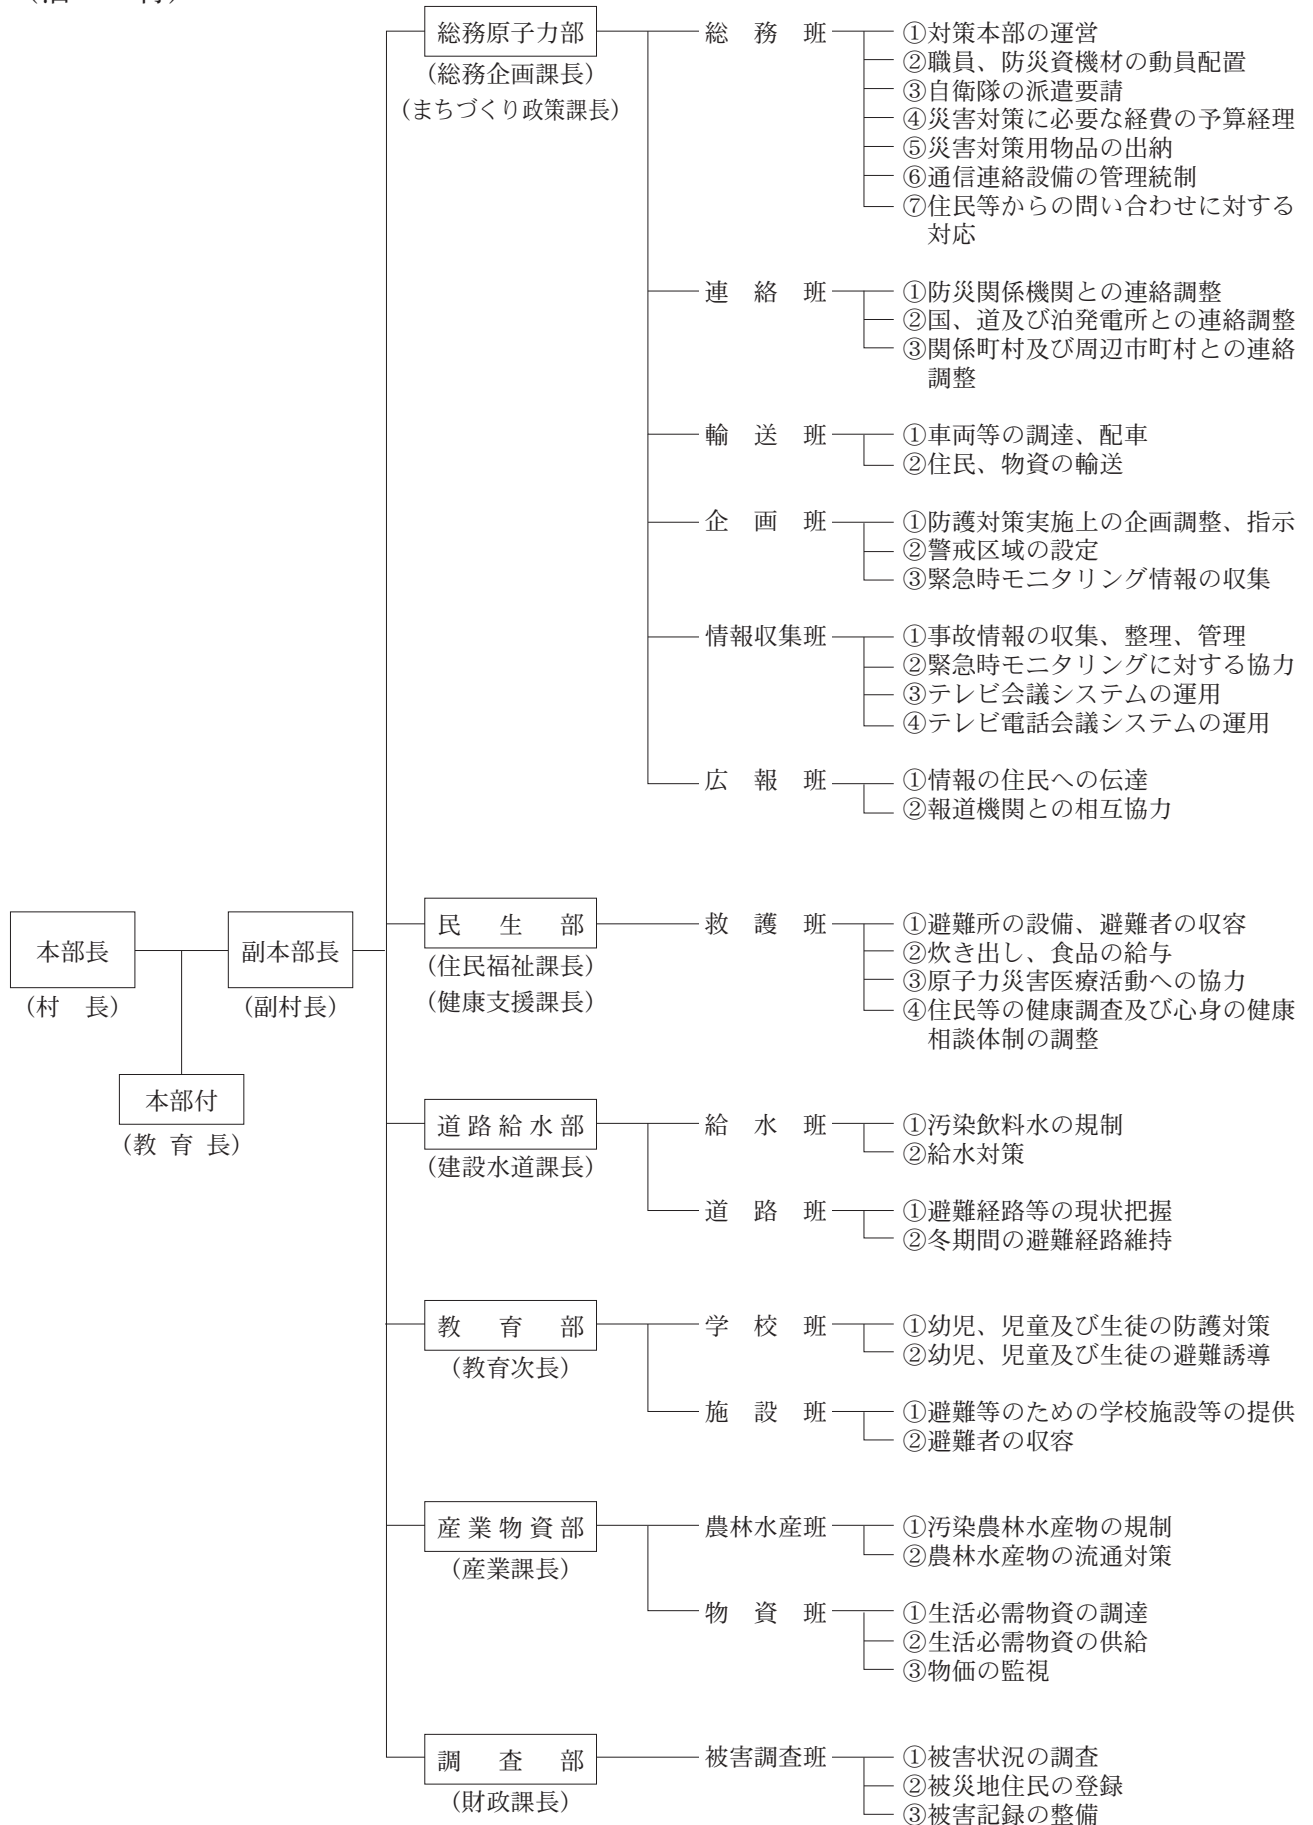 総務原子力部
(総務企画課長)
(まちづくり政策課長)
総務班
①対策本部の運営
②職員、防災資機材の動員配置
③自衛隊の派遣要請
④災害対策に必要な経費の予算経理
⑤災害対策用物品の出納
⑥通信連絡設備の管理統制
⑦住民等からの問い合わせに対する
対応
連絡班
①防災関係機関との連絡調整
②国、道及び泊発電所との連絡調整
③関係町村及び周辺市町村との連絡
調整
輸送班
①車両等の調達、配車
②住民、物資の輸送
企画班
①防護対策実施上の企画調整、指示
②警戒区域の設定
③緊急時モニタリング情報の収集
情報収集班
①事故情報の収集、整理、管理
②緊急時モニタリングに対する協力
③テレビ会議システムの運用
④テレビ電話会議システムの運用
広報班
①情報の住民への伝達
②報道機関との相互協力
本部長
(村長)
副本部長
(副村長)
本部付
(教育長)
民生部
(住民福祉課長)
(健康支援課長)
救護班
①避難所の設備、避難者の収容
②炊き出し、食品の給与
③原子力災害医療活動への協力
④住民等の健康調査及び心身の健康
相談体制の調整
道路給水部
(建設水道課長)
給水班
①汚染飲料水の規制
②給水対策
道路班
①避難経路等の現状把握
②冬期間の避難経路維持
教育部
(教育次長)
学校班
①幼児、児童及び生徒の防護対策
②幼児、児童及び生徒の避難誘導
施設班
①避難等のための学校施設等の提供
②避難者の収容
産業物資部
(産業課長)
農林水産班
①汚染農林水産物の規制
②農林水産物の流通対策
物資班
①生活必需物資の調達
②生活必需物資の供給
③物価の監視
調査部
(財政課長)
被害調査班
①被害状況の調査
②被災地住民の登録
③被害記録の整備